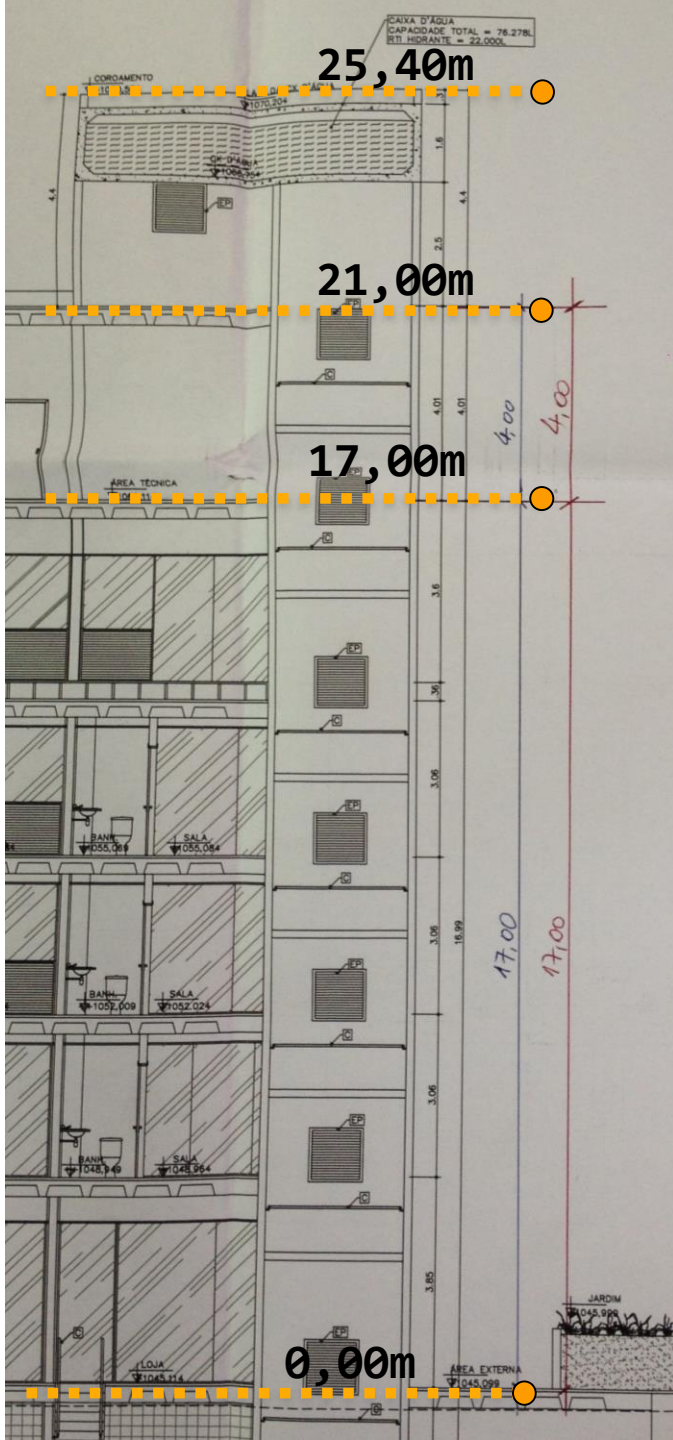 CAIXA D'ÁGUA
CAPACIDADE TOTAL = 76.278L
RTI HIDRANTE = 22.000L
25,40m
COROAMENTO
1070,204
1.6
CX D'ÁGUA
4.4
EP
4.4
2.5
21,00m
EP
C
4.01
4.01
4,00
4,00
17,00m
EP
ÁREA TÉCNICA
C
3.6
EP
.36
C
3.06
EP
BANH.
SALA
1055,069
1055,084
C
3.06
16.99
17,00
17,00
EP
BANH.
SALA
1052,009
1052,024
C
3.06
EP
BANH.
SALA
1048,949
1048,964
C
3.85
JARDIM
1045,999
C
EP
0,00m
LOJA
ÁREA EXTERNA
1045,114
1045,099
C